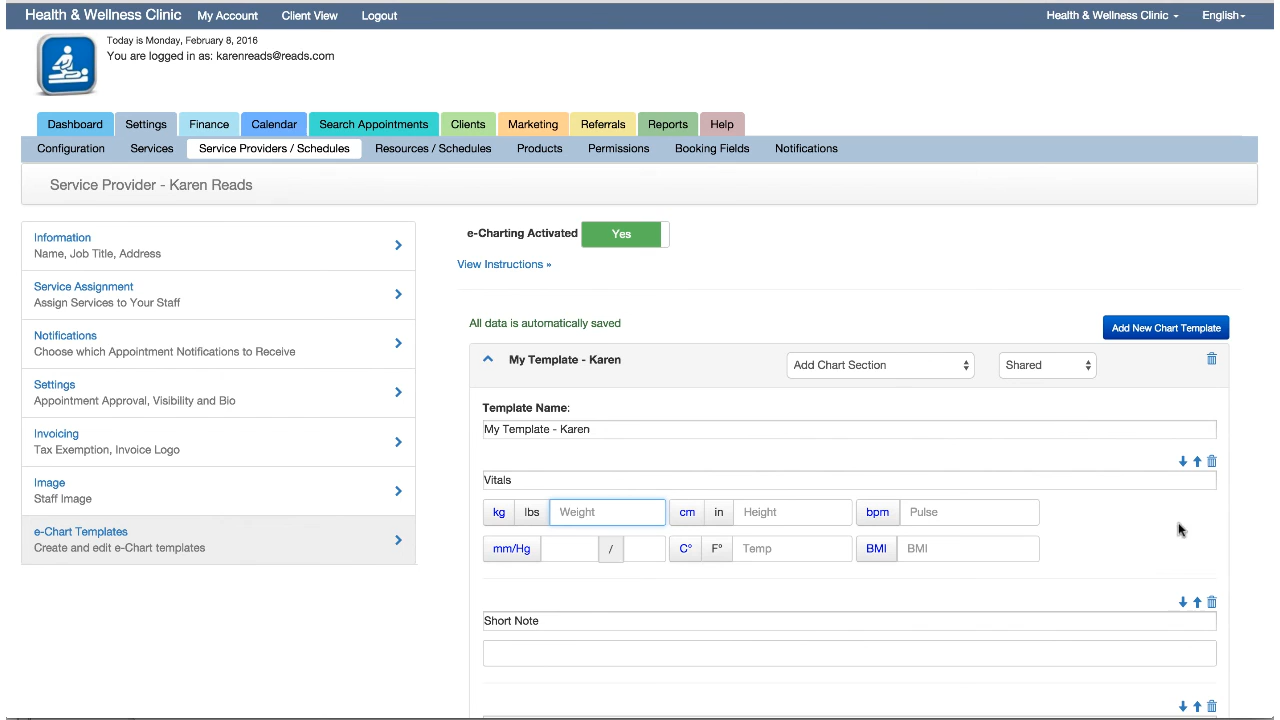 Health & Wellness Clinic My Account Client View Logout Health & Wellness Clinic English
Today is Monday, February 8, 2016
You are logged in as: karenreads@reads.com
Dashboard Settings Finance Calendar Search Appointments Clients Marketing Referrals Reports Help
Configuration Services Service Providers / Schedules Resources / Schedules Products Permissions Booking Fields Notifications
Service Provider - Karen Reads
Information
Name, Job Title, Address
Service Assignment
Assign Services to Your Staff
Notifications
Choose which Appointment Notifications to Receive
Settings
Appointment Approval, Visibility and Bio
Invoicing
Tax Exemption, Invoice Logo
Image
Staff Image
e-Chart Templates
Create and edit e-Chart templates
e-Charting Activated Yes
View Instructions »
All data is automatically saved
Add New Chart Template
My Template - Karen Add Chart Section Shared
Template Name:
My Template - Karen
Vitals
kg lbs Weight cm in Height bpm Pulse
mm/Hg / C° F° Temp BMI BMI
Short Note